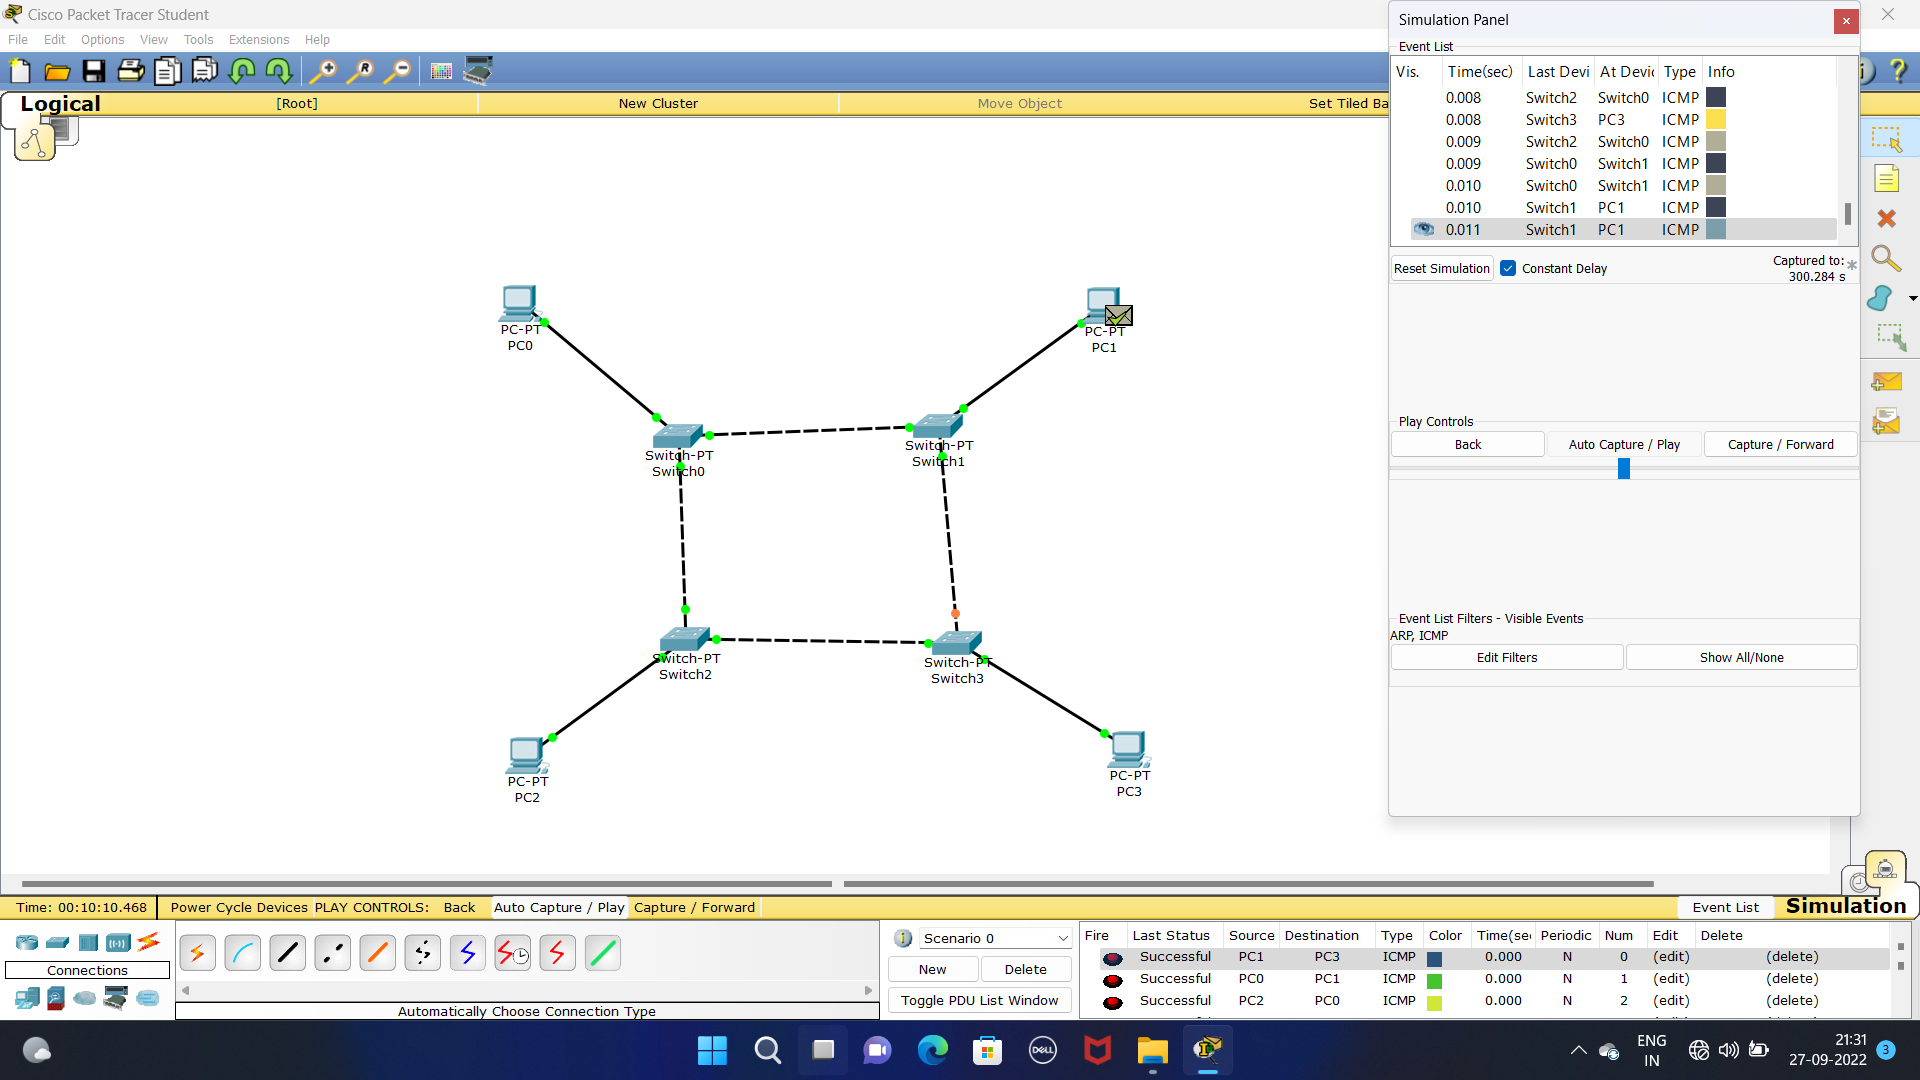 Cisco Packet Tracer Student
File Edit Options View Tools Extensions Help
Logical [Root] New Cluster Move Object Set Tiled Ba
Simulation Panel
Event List
Vis. Time(sec) Last Devi At Devic Type Info
0.008 Switch2 Switch0 ICMP
0.008 Switch3 PC3 ICMP
0.009 Switch2 Switch0 ICMP
0.009 Switch0 Switch1 ICMP
0.010 Switch0 Switch1 ICMP
0.010 Switch1 PC1 ICMP
0.011 Switch1 PC1 ICMP
Reset Simulation Constant Delay Captured to: *
300.284 s
Play Controls
Back Auto Capture / Play Capture / Forward
Event List Filters - Visible Events
ARP, ICMP
Edit Filters Show All/None
PC-PT
PC0
PC-PT
PC1
Switch-PT
Switch0
Switch-PT
Switch1
Switch-PT
Switch2
Switch-PT
Switch3
PC-PT
PC2
PC-PT
PC3
Time: 00:10:10.468 Power Cycle Devices PLAY CONTROLS: Back Auto Capture / Play Capture / Forward Event List Simulation
Connections
Automatically Choose Connection Type
Scenario 0
New Delete
Toggle PDU List Window
Fire Last Status Source Destination Type Color Time(sec Periodic Num Edit Delete
Successful PC1 PC3 ICMP 0.000 N 0 (edit) (delete)
Successful PC0 PC1 ICMP 0.000 N 1 (edit) (delete)
Successful PC2 PC0 ICMP 0.000 N 2 (edit) (delete)
DELL
ENG
IN
21:31
27-09-2022
3